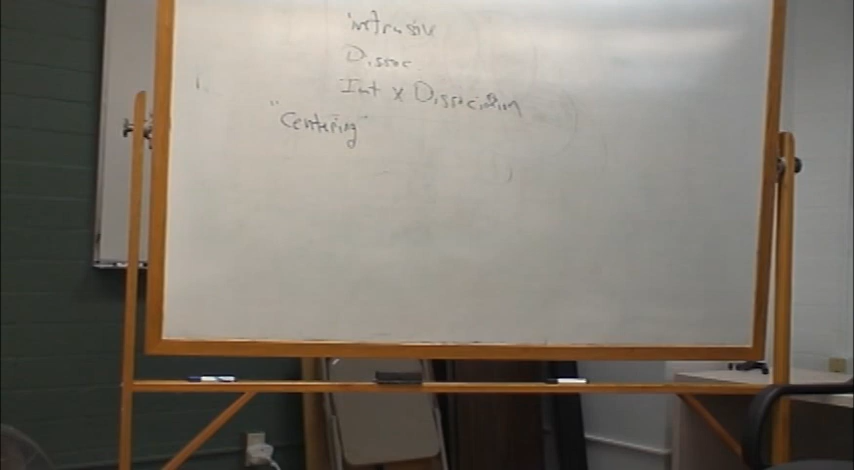 intrusive
Dissoc.
Int x Dissociation
"Centering"